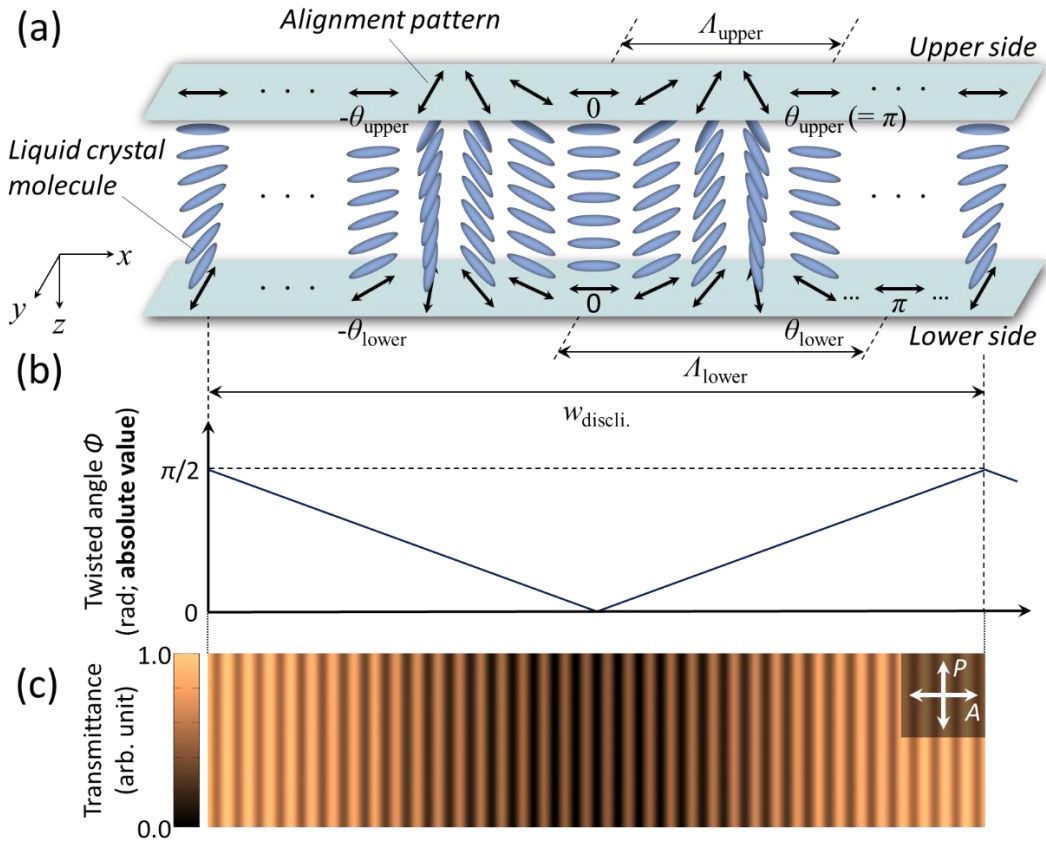 (a)
Alignment pattern
Λupper
Upper side
-θupper
0
θupper (= π)
Liquid crystal
molecule
. . .
. . .
. . .
. . .
x
y
z
. . .
0
...
π
...
-θlower
θlower
Lower side
Λlower
(b)
wdiscli.
Twisted angle Φ
(rad; absolute value)
π/2
0
(c)
Transmittance
(arb. unit)
1.0
0.0
P
A